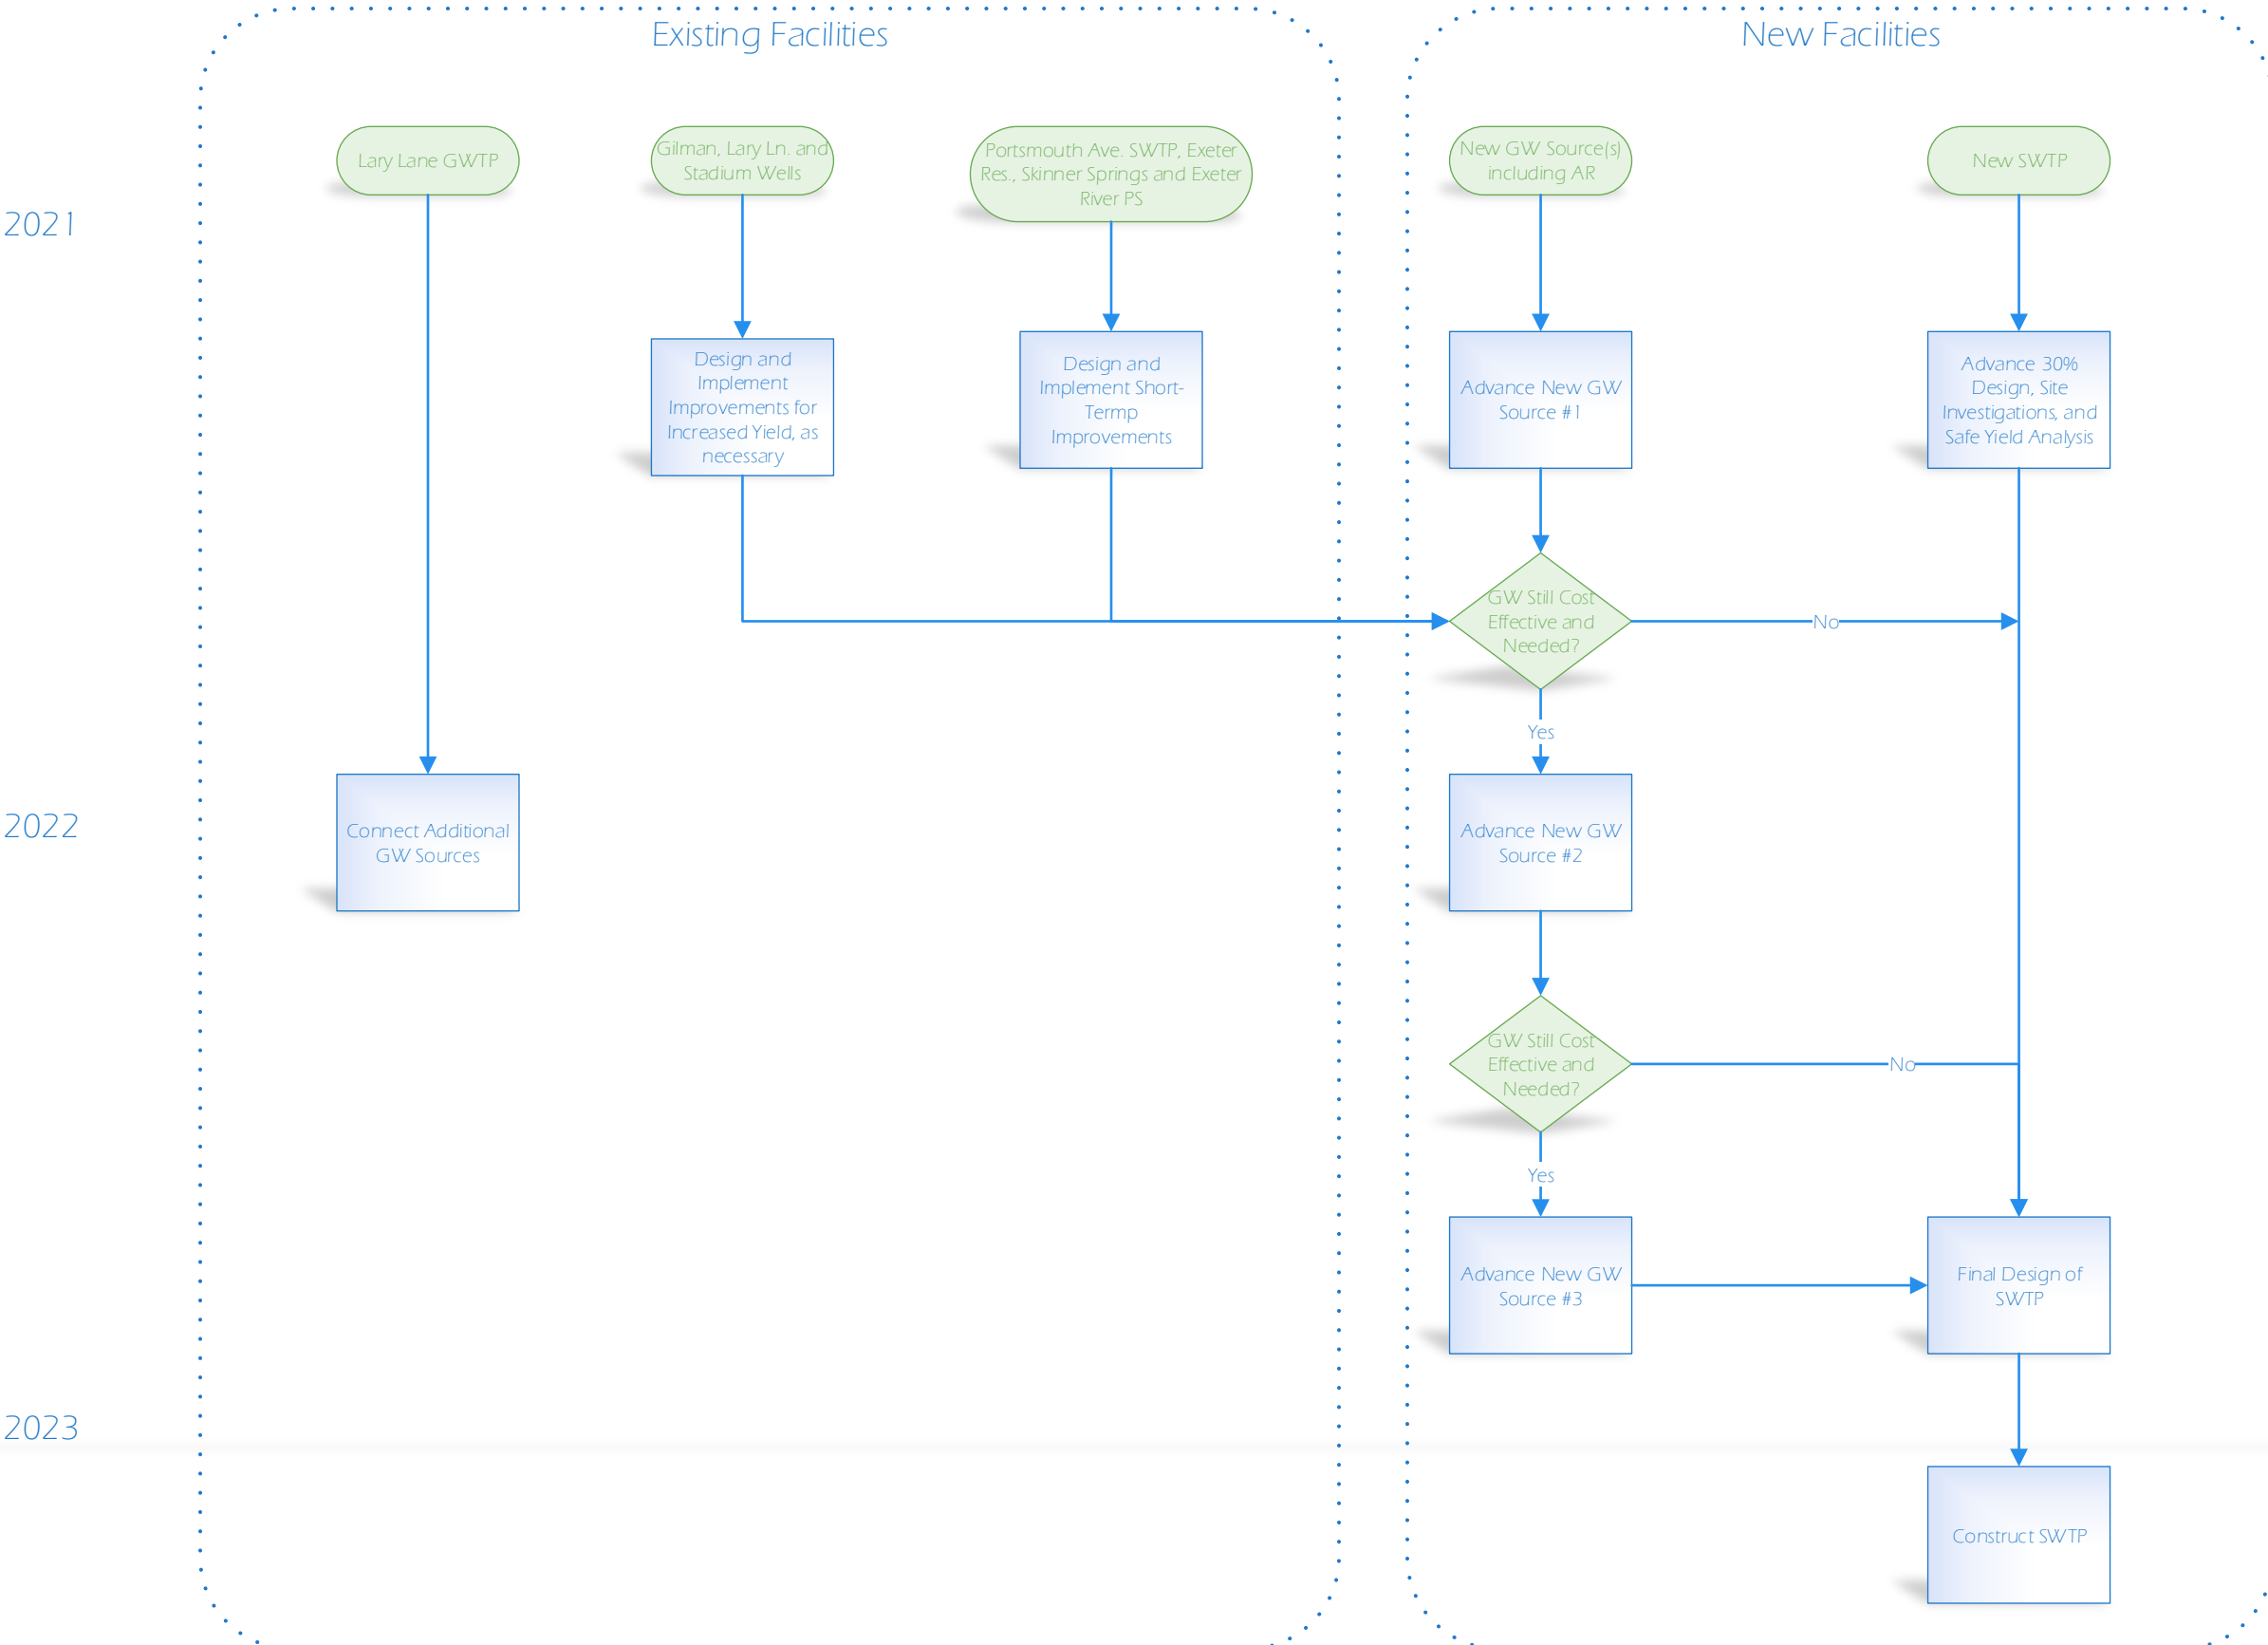 Existing Facilities
New Facilities
2021
Lary Lane GWTP
Gilman, Lary Ln. and
Stadium Wells
Portsmouth Ave. SWTP, Exeter
Res., Skinner Springs and Exeter
River PS
New GW Source(s)
including AR
New SWTP
Design and
Implement
Improvements for
Increased Yield, as
necessary
Design and
Implement Short-
Termp
Improvements
Advance New GW
Source #1
Advance 30%
Design, Site
Investigations, and
Safe Yield Analysis
GW Still Cost
Effective and
Needed?
No
Yes
2022
Connect Additional
GW Sources
Advance New GW
Source #2
GW Still Cost
Effective and
Needed?
No
Yes
Advance New GW
Source #3
Final Design of
SWTP
2023
Construct SWTP